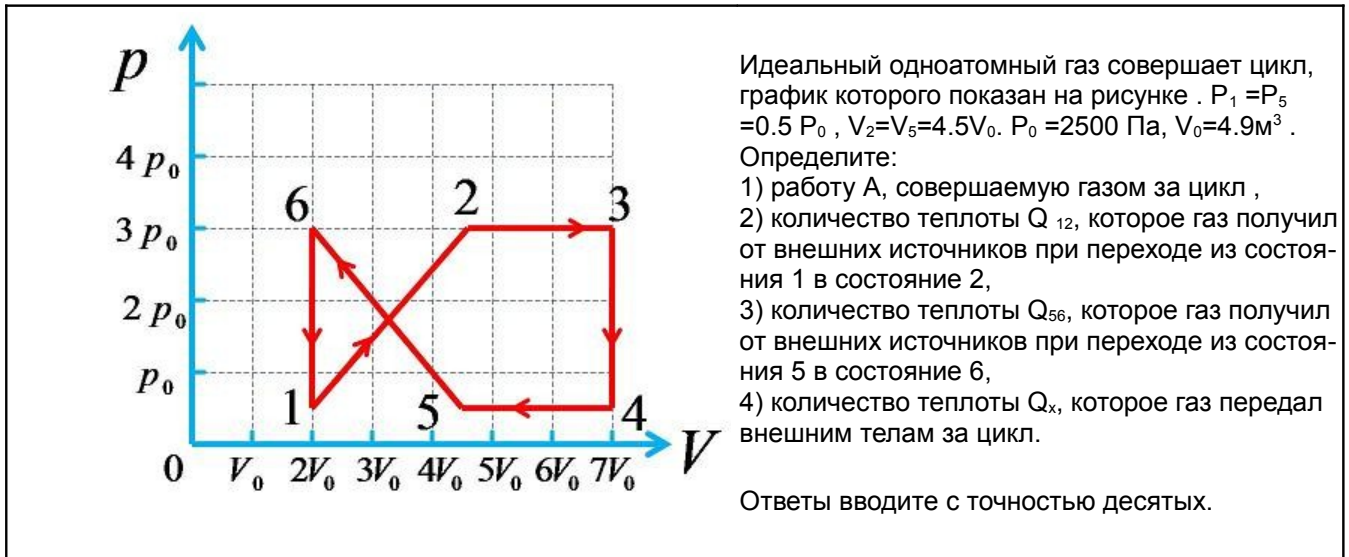 p
4 p₀
3 p₀
2 p₀
p₀
0
6
2
3
1
5
4
V₀ 2V₀ 3V₀ 4V₀ 5V₀ 6V₀ 7V₀
V
Идеальный одноатомный газ совершает цикл,
график которого показан на рисунке . P₁ =P₅
=0.5 P₀ , V₂=V₅=4.5V₀. P₀ =2500 Па, V₀=4.9м³ .
Определите:
1) работу А, совершаемую газом за цикл ,
2) количество теплоты Q ₁₂, которое газ получил
от внешних источников при переходе из состоя-
ния 1 в состояние 2,
3) количество теплоты Q₅₆, которое газ получил
от внешних источников при переходе из состоя-
ния 5 в состояние 6,
4) количество теплоты Qₓ, которое газ передал
внешним телам за цикл.
Ответы вводите с точностью десятых.